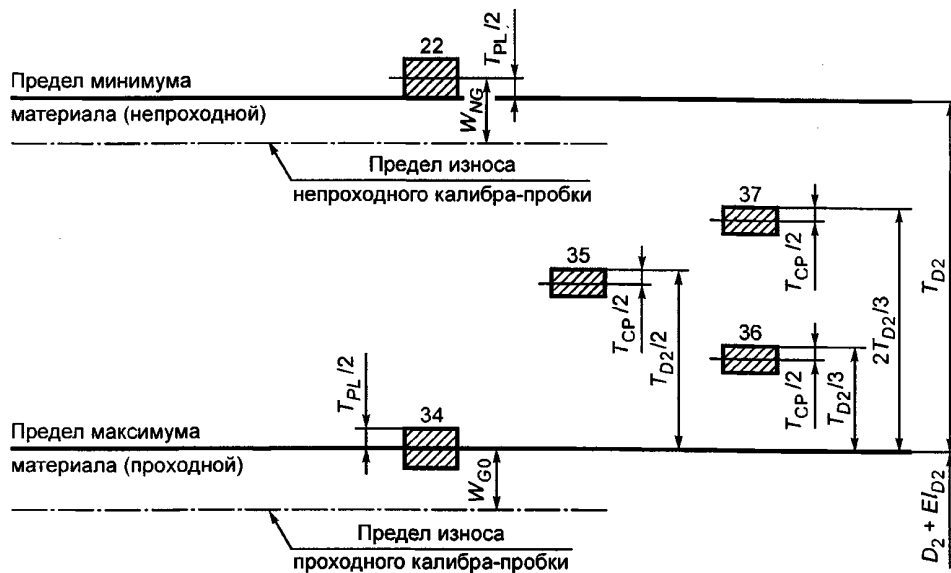 22
T_PL/2
Предел минимума
материала (непроходной)
W_NG
Предел износа
непроходного калибра-пробки
37
35
T_CP/2
T_CP/2
T_D2/2
36
T_CP/2
T_D2/3
2T_D2/3
T_D2
T_PL/2
34
Предел максимума
материала (проходной)
W_G0
Предел износа
проходного калибра-пробки
D_2 + EI_D2